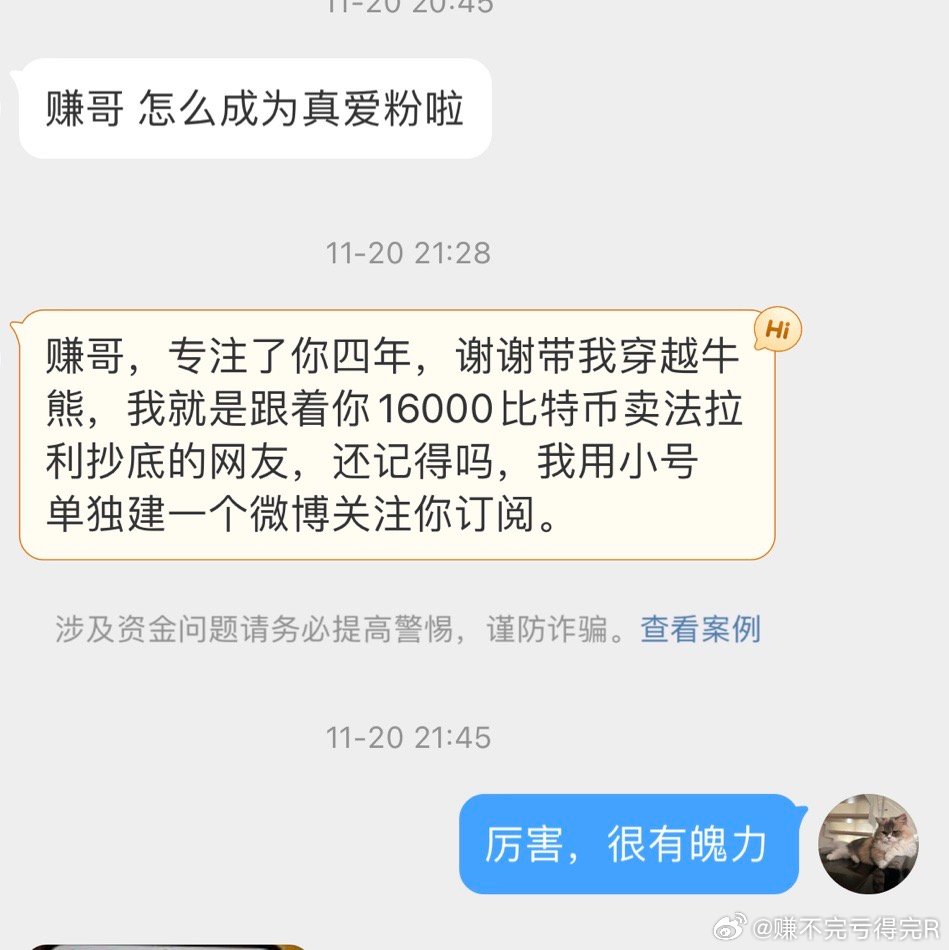 11-20 20:45
赚哥 怎么成为真爱粉啦
11-20 21:28
Hi
赚哥，专注了你四年，谢谢带我穿越牛
熊，我就是跟着你16000比特币卖法拉
利抄底的网友，还记得吗，我用小号
单独建一个微博关注你订阅。
涉及资金问题请务必提高警惕，谨防诈骗。查看案例
11-20 21:45
厉害，很有魄力
@赚不完亏得完R